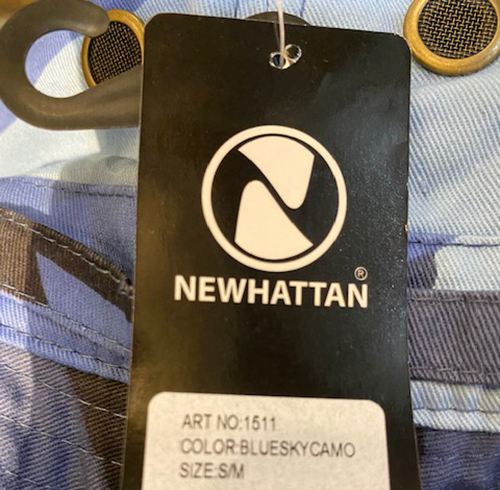 NEWHATTAN®
ART NO:1511
COLOR:BLUESKYCAMO
SIZE:S/M